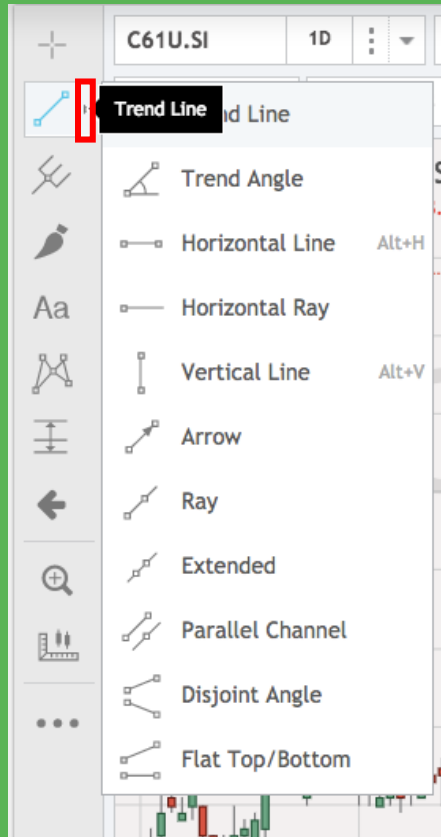 C61U.SI 1D
Trend Line
nd Line
Trend Angle
Horizontal Line Alt+H
Horizontal Ray
Vertical Line Alt+V
Aa
Arrow
Ray
Extended
Parallel Channel
Disjoint Angle
Flat Top/Bottom